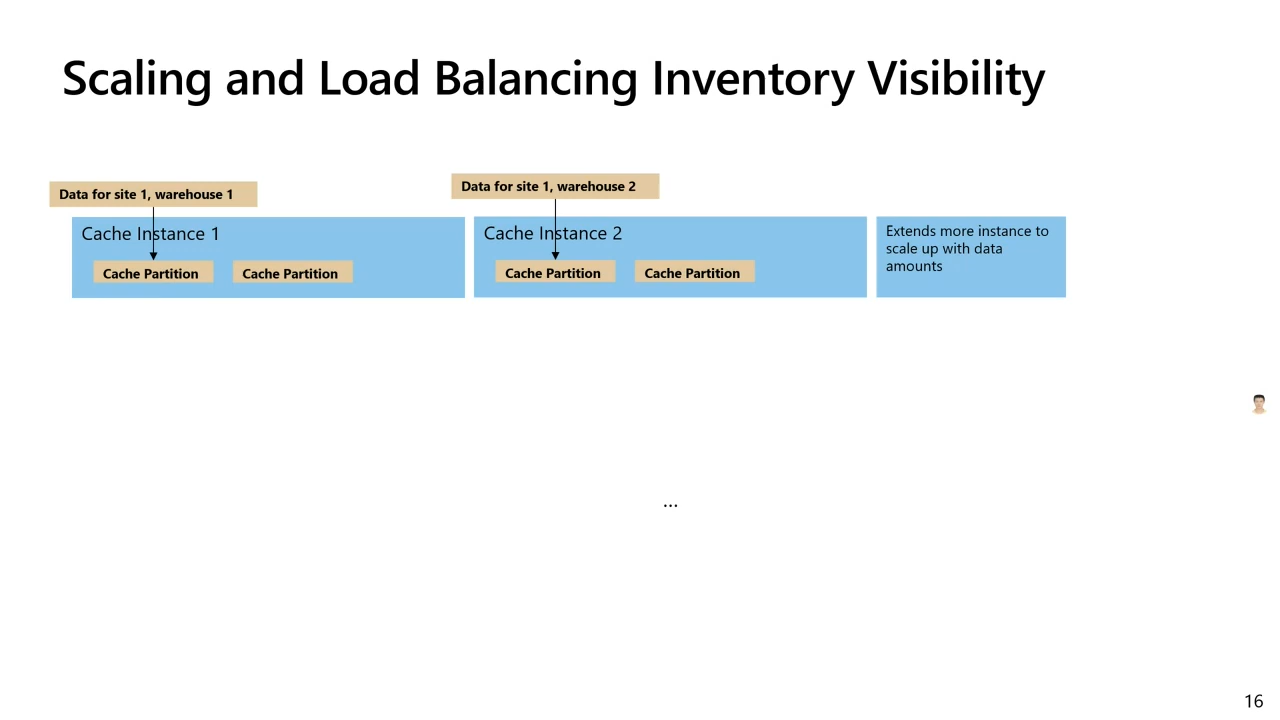 Scaling and Load Balancing Inventory Visibility
Data for site 1, warehouse 1
Data for site 1, warehouse 2
Cache Instance 1
Cache Partition
Cache Partition
Cache Instance 2
Cache Partition
Cache Partition
Extends more instance to
scale up with data
amounts
...
16